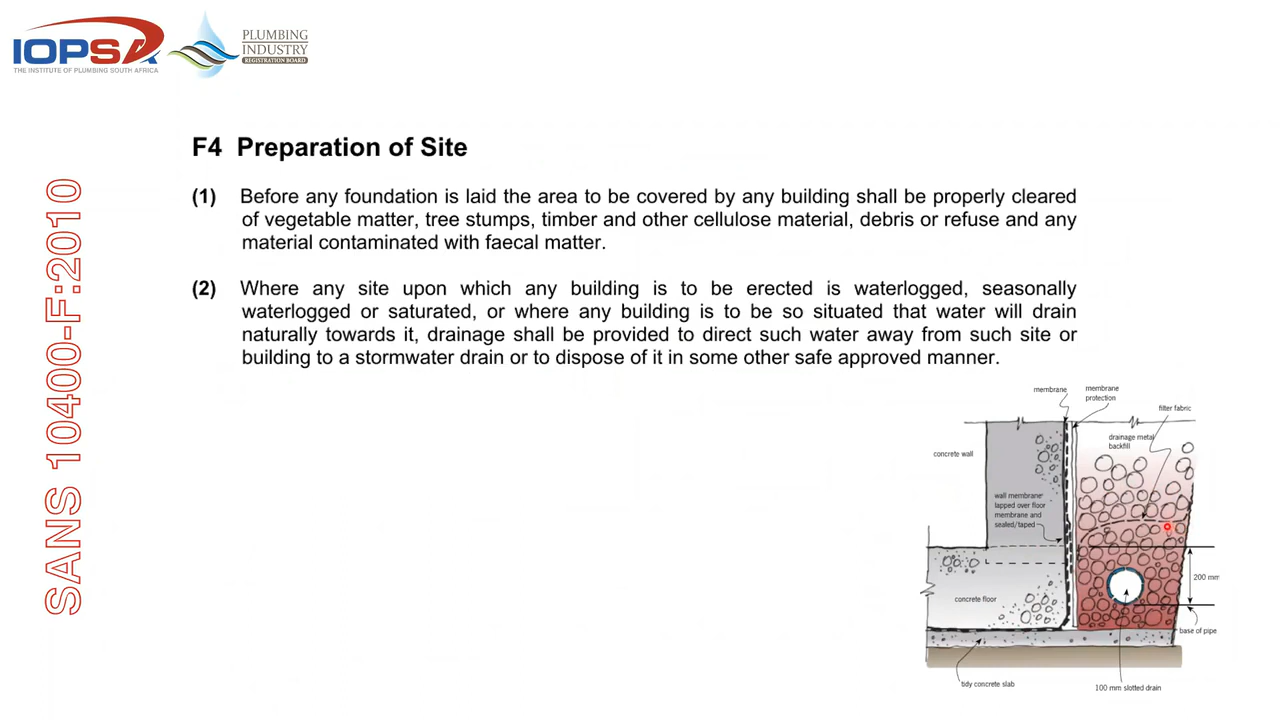 IOPSA
THE INSTITUTE OF PLUMBING SOUTH AFRICA
PLUMBING
INDUSTRY
REGISTRATION BOARD
SANS 10400-F:2010
F4 Preparation of Site
(1) Before any foundation is laid the area to be covered by any building shall be properly cleared
of vegetable matter, tree stumps, timber and other cellulose material, debris or refuse and any
material contaminated with faecal matter.
(2) Where any site upon which any building is to be erected is waterlogged, seasonally
waterlogged or saturated, or where any building is to be so situated that water will drain
naturally towards it, drainage shall be provided to direct such water away from such site or
building to a stormwater drain or to dispose of it in some other safe approved manner.
membrane
membrane
protection
filter fabric
drainage metal
backfill
concrete wall
wall membrane
lapped over floor
membrane and
sealed/taped
200 mm
concrete floor
base of pipe
tidy concrete slab
100 mm slotted drain